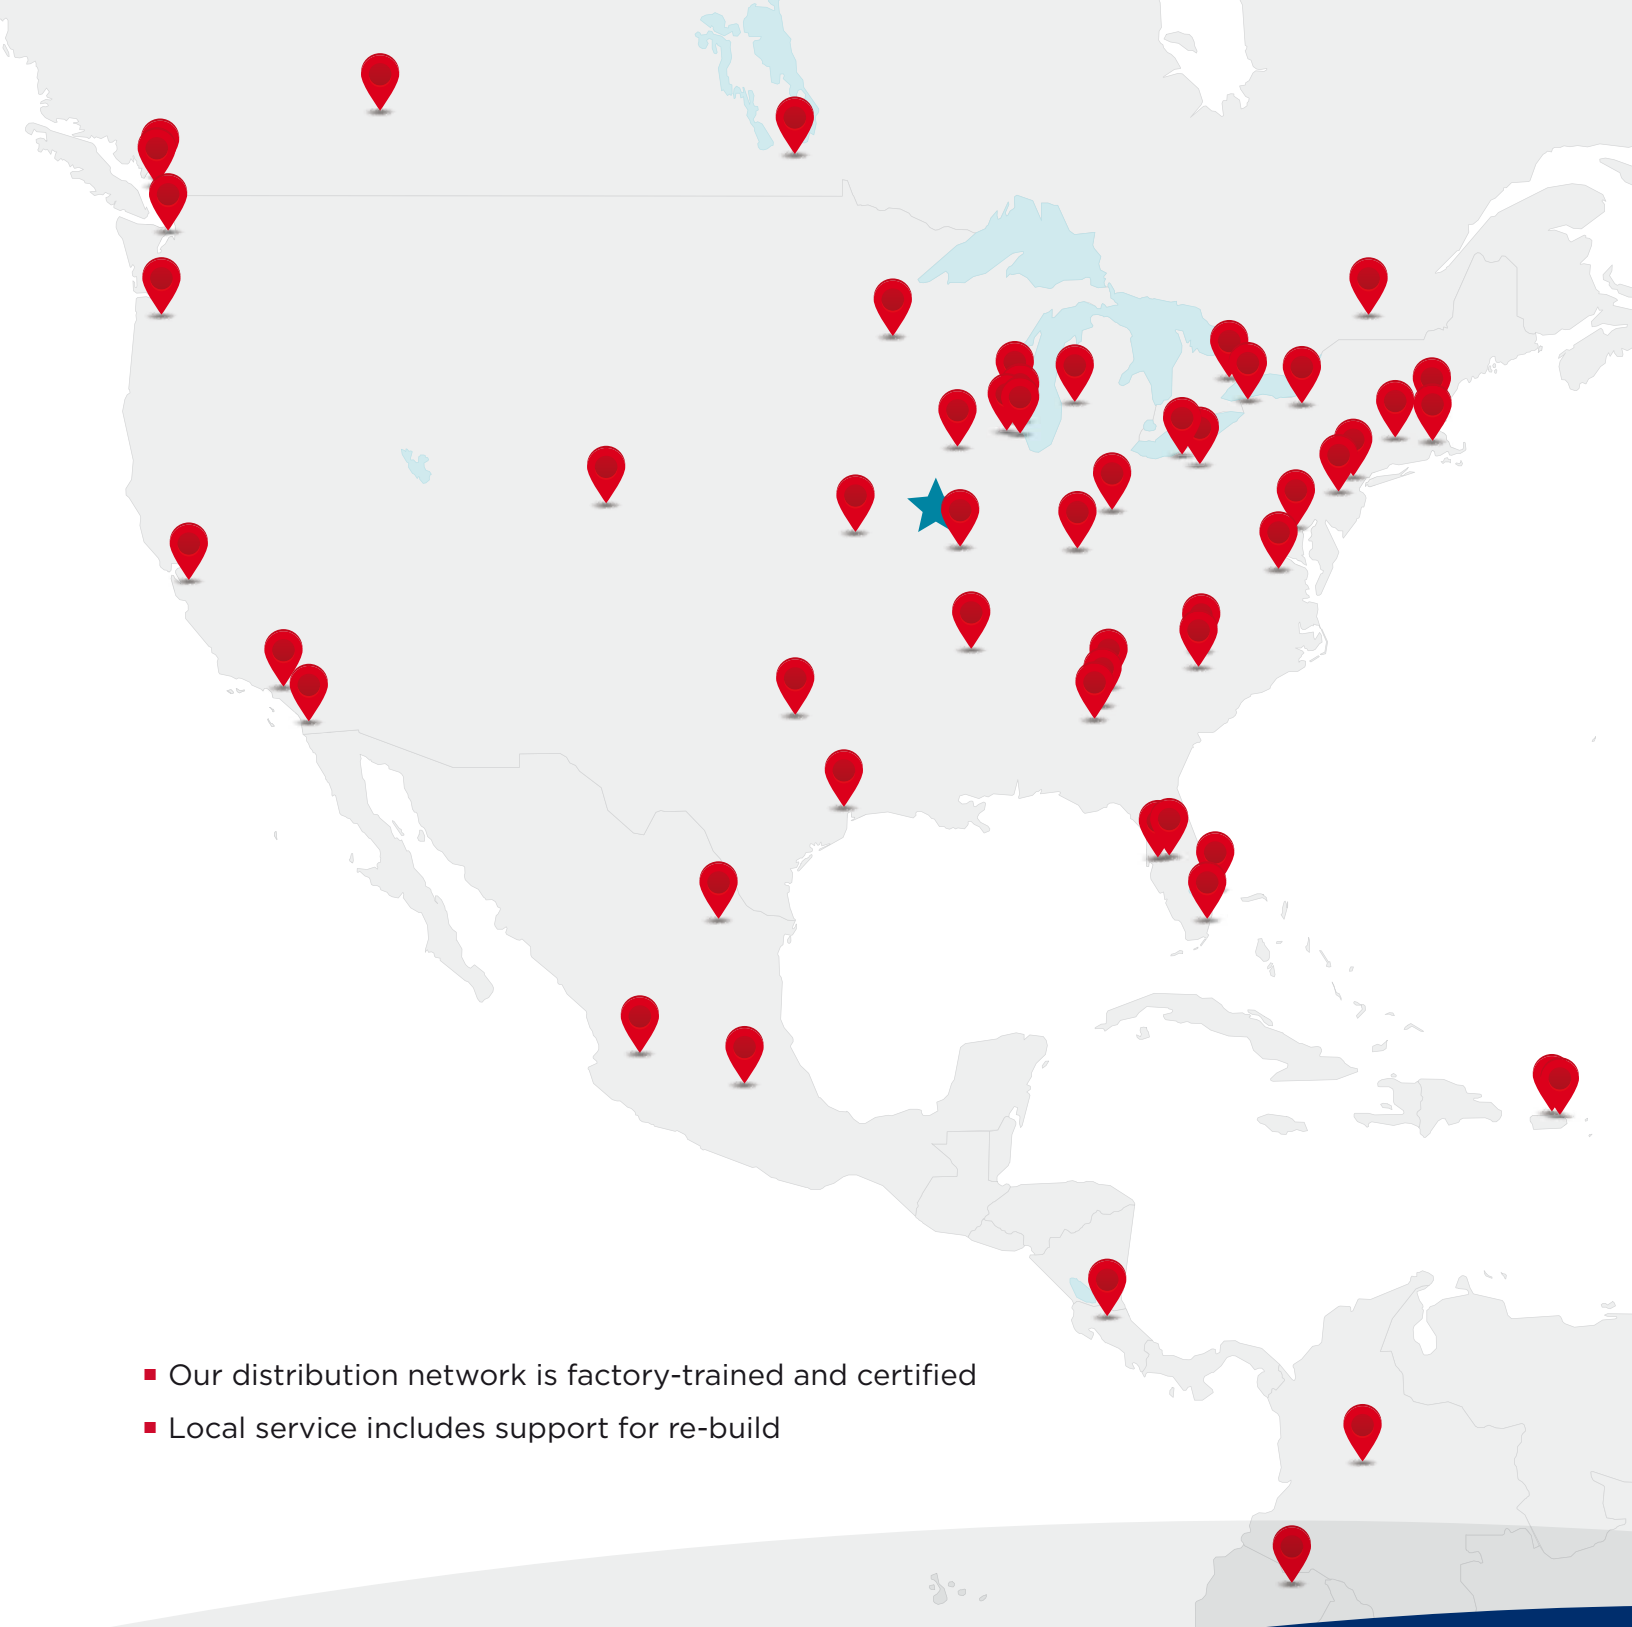 Our distribution network is factory-trained and certified
Local service includes support for re-build